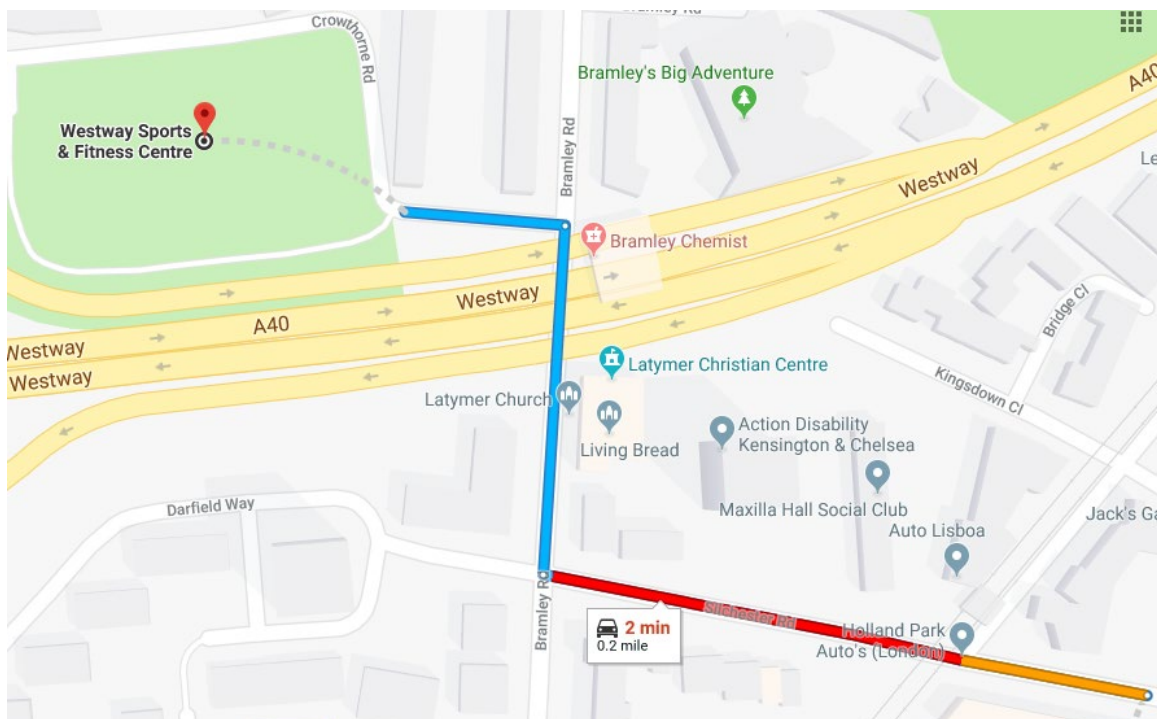 Bramley Rd
Crowthorne Rd
Bramley's Big Adventure
A40
Westway Sports
& Fitness Centre
Bramley Rd
Westway
Le
Bramley Chemist
Westway
A40
Westway
Westway
Bridge Cl
Latymer Christian Centre
Kingsdown Cl
Latymer Church
Living Bread
Action Disability
Kensington & Chelsea
Maxilla Hall Social Club
Darfield Way
Jack's Ga
Auto Lisboa
Bramley Rd
Silchester Rd
2 min
0.2 mile
Holland Park
Auto's (London)